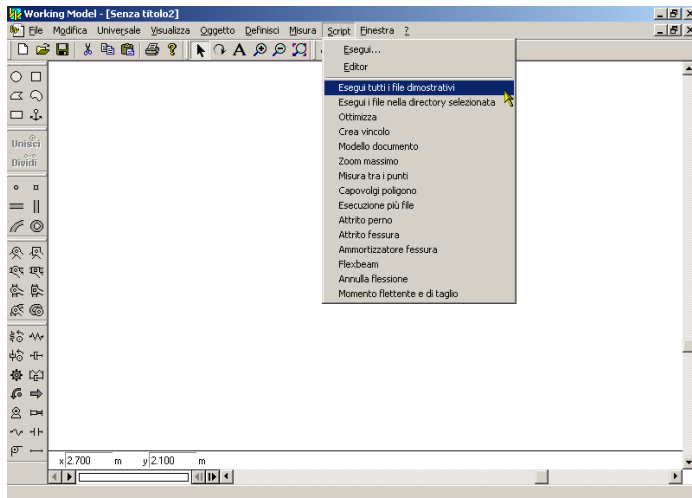 Working Model - [Senza titolo2]
File Modifica Universale Visualizza Oggetto Definisci Misura Script Finestra ?
A
Esegui...
Editor
Esegui tutti i file dimostrativi
Esegui i file nella directory selezionata
Ottimizza
Crea vincolo
Modello documento
Zoom massimo
Misura tra i punti
Capovolgi poligono
Esecuzione più file
Attrito perno
Attrito fessura
Ammortizzatore fessura
Flexbeam
Annulla flessione
Momento flettente e di taglio
Unisci
Dividi
x 2.700 m y 2.100 m